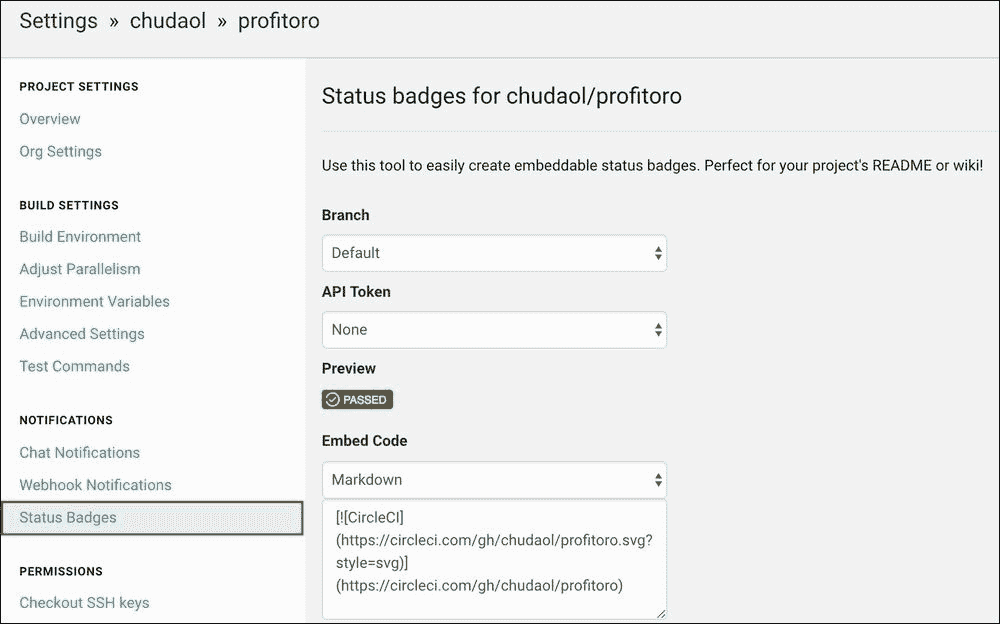 Settings » chudaol » profitoro
PROJECT SETTINGS
Overview
Org Settings
BUILD SETTINGS
Build Environment
Adjust Parallelism
Environment Variables
Advanced Settings
Test Commands
NOTIFICATIONS
Chat Notifications
Webhook Notifications
Status Badges
PERMISSIONS
Checkout SSH keys
Status badges for chudaol/profitoro
Use this tool to easily create embeddable status badges. Perfect for your project's README or wiki!
Branch
Default
API Token
None
Preview
PASSED
Embed Code
Markdown
[![CircleCI]
(https://circleci.com/gh/chudaol/profitoro.svg?
style=svg)]
(https://circleci.com/gh/chudaol/profitoro)